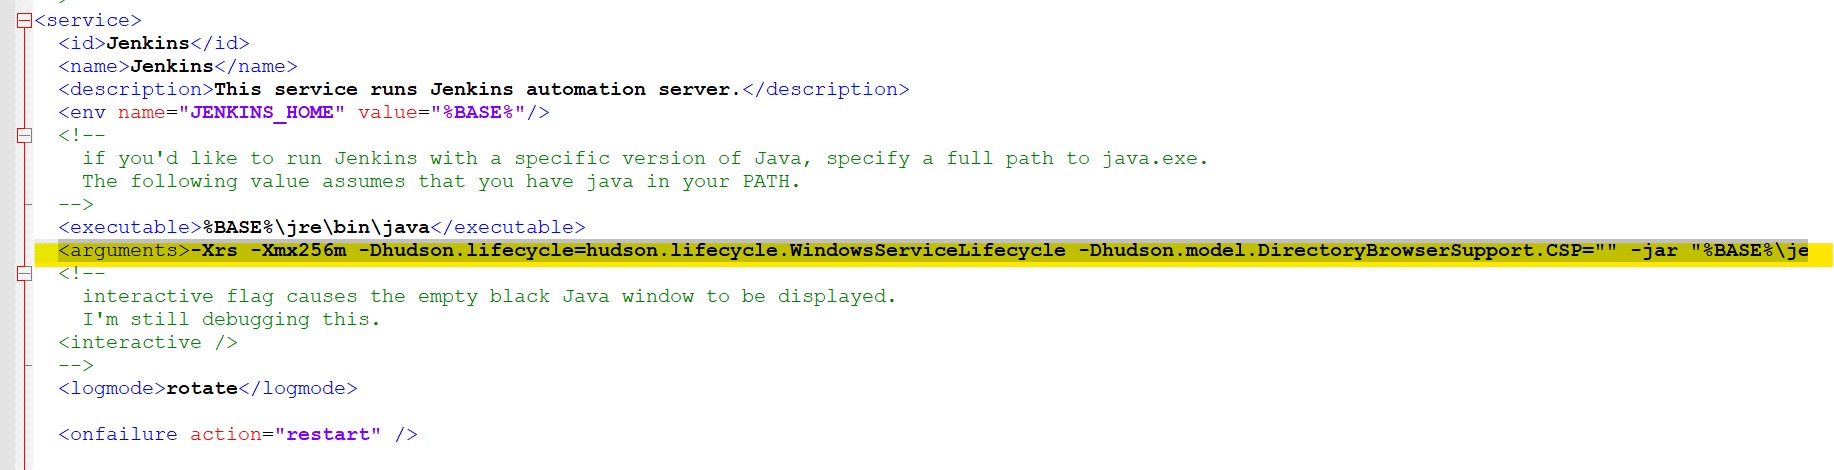 <service>
<id>Jenkins</id>
<name>Jenkins</name>
<description>This service runs Jenkins automation server.</description>
<env name="JENKINS_HOME" value="%BASE%"/>
<!--
if you'd like to run Jenkins with a specific version of Java, specify a full path to java.exe.
The following value assumes that you have java in your PATH.
-->
<executable>%BASE%\jre\bin\java</executable>
<arguments>-Xrs -Xmx256m -Dhudson.lifecycle=hudson.lifecycle.WindowsServiceLifecycle -Dhudson.model.DirectoryBrowserSupport.CSP="" -jar "%BASE%\je
<!--
interactive flag causes the empty black Java window to be displayed.
I'm still debugging this.
<interactive />
-->
<logmode>rotate</logmode>
<onfailure action="restart" />